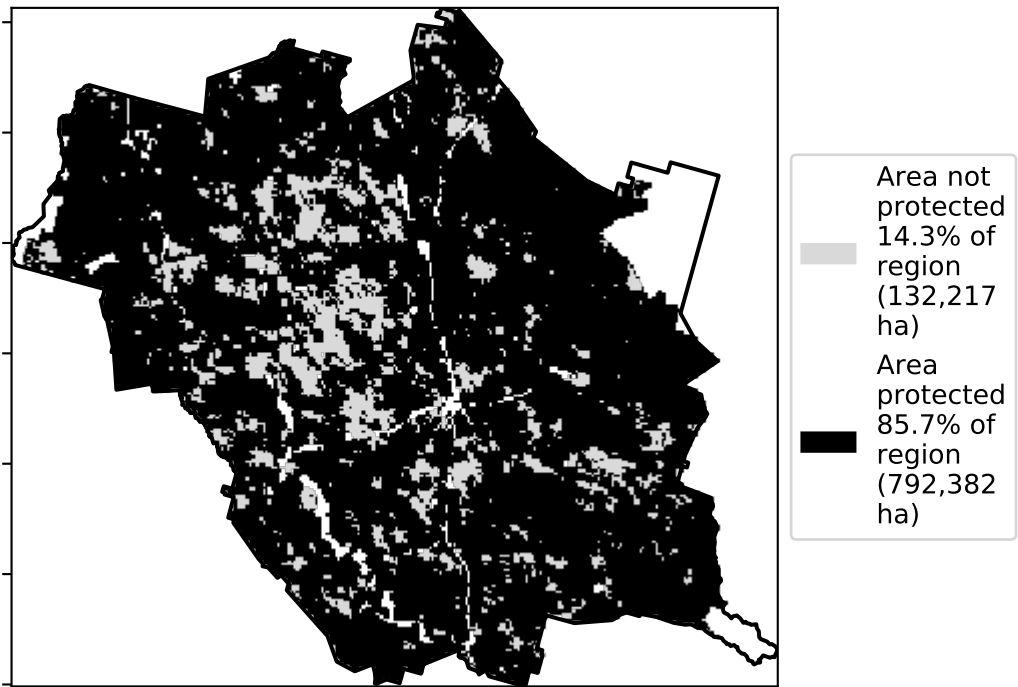 Area not
protected
14.3% of
region
(132,217
ha)
Area
protected
85.7% of
region
(792,382
ha)